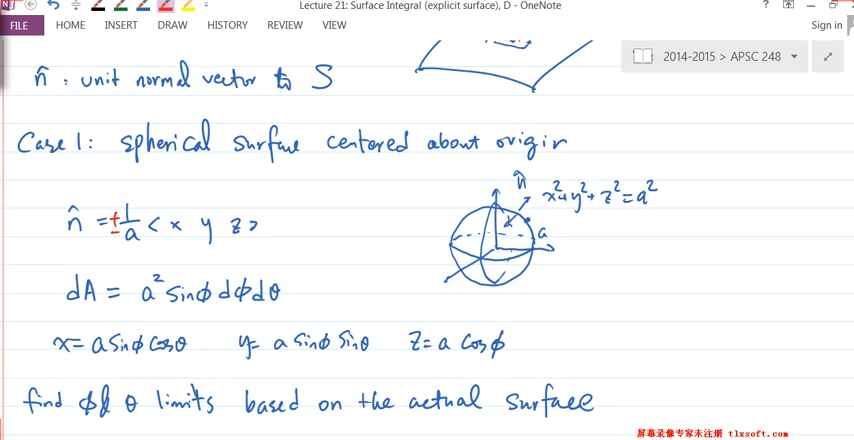 Lecture 21: Surface Integral (explicit surface), D - OneNote
FILE HOME INSERT DRAW HISTORY REVIEW VIEW Sign in
2014-2015 > APSC 248
n̂ : unit normal vector to S
Case 1: spherical surface centered about origin
n̂ = ± 1/a < x y z >
n̂ x² + y² + z² = a²
a
dA = a² sinϕ dϕ dθ
x = a sinϕ cosθ y = a sinϕ sinθ z = a cosϕ
find ϕ & θ limits based on the actual surface
屏幕录像专家未注册 tlxsoft.com